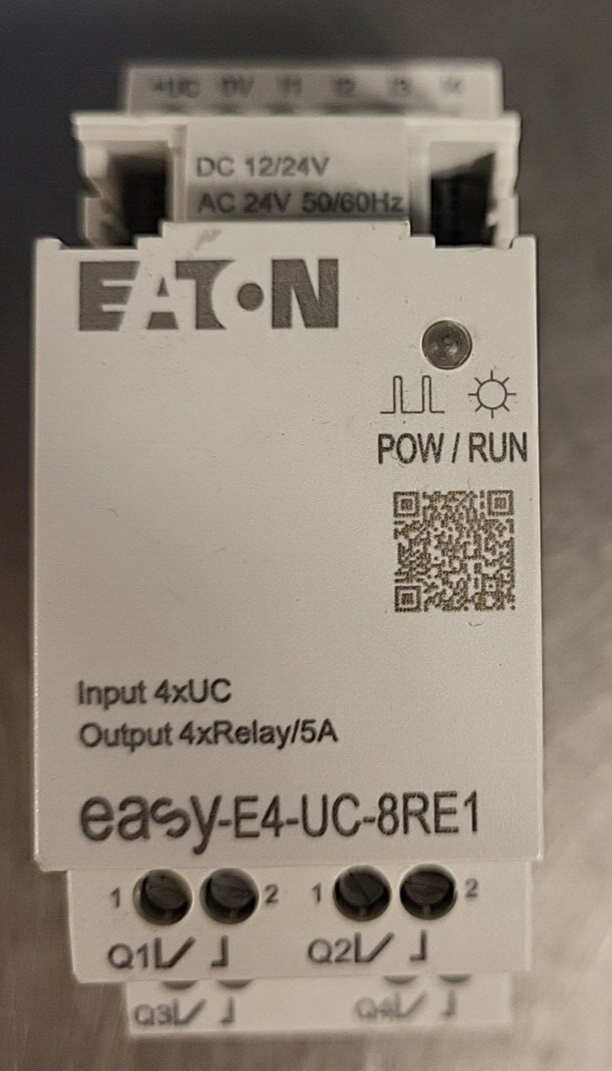 +UC 0V I1 I2 I3 I4
DC 12/24V
AC 24V 50/60Hz
EATON
POW / RUN
Input 4xUC
Output 4xRelay/5A
easy-E4-UC-8RE1
1 2 1 2
Q1 Q2
Q3 Q4